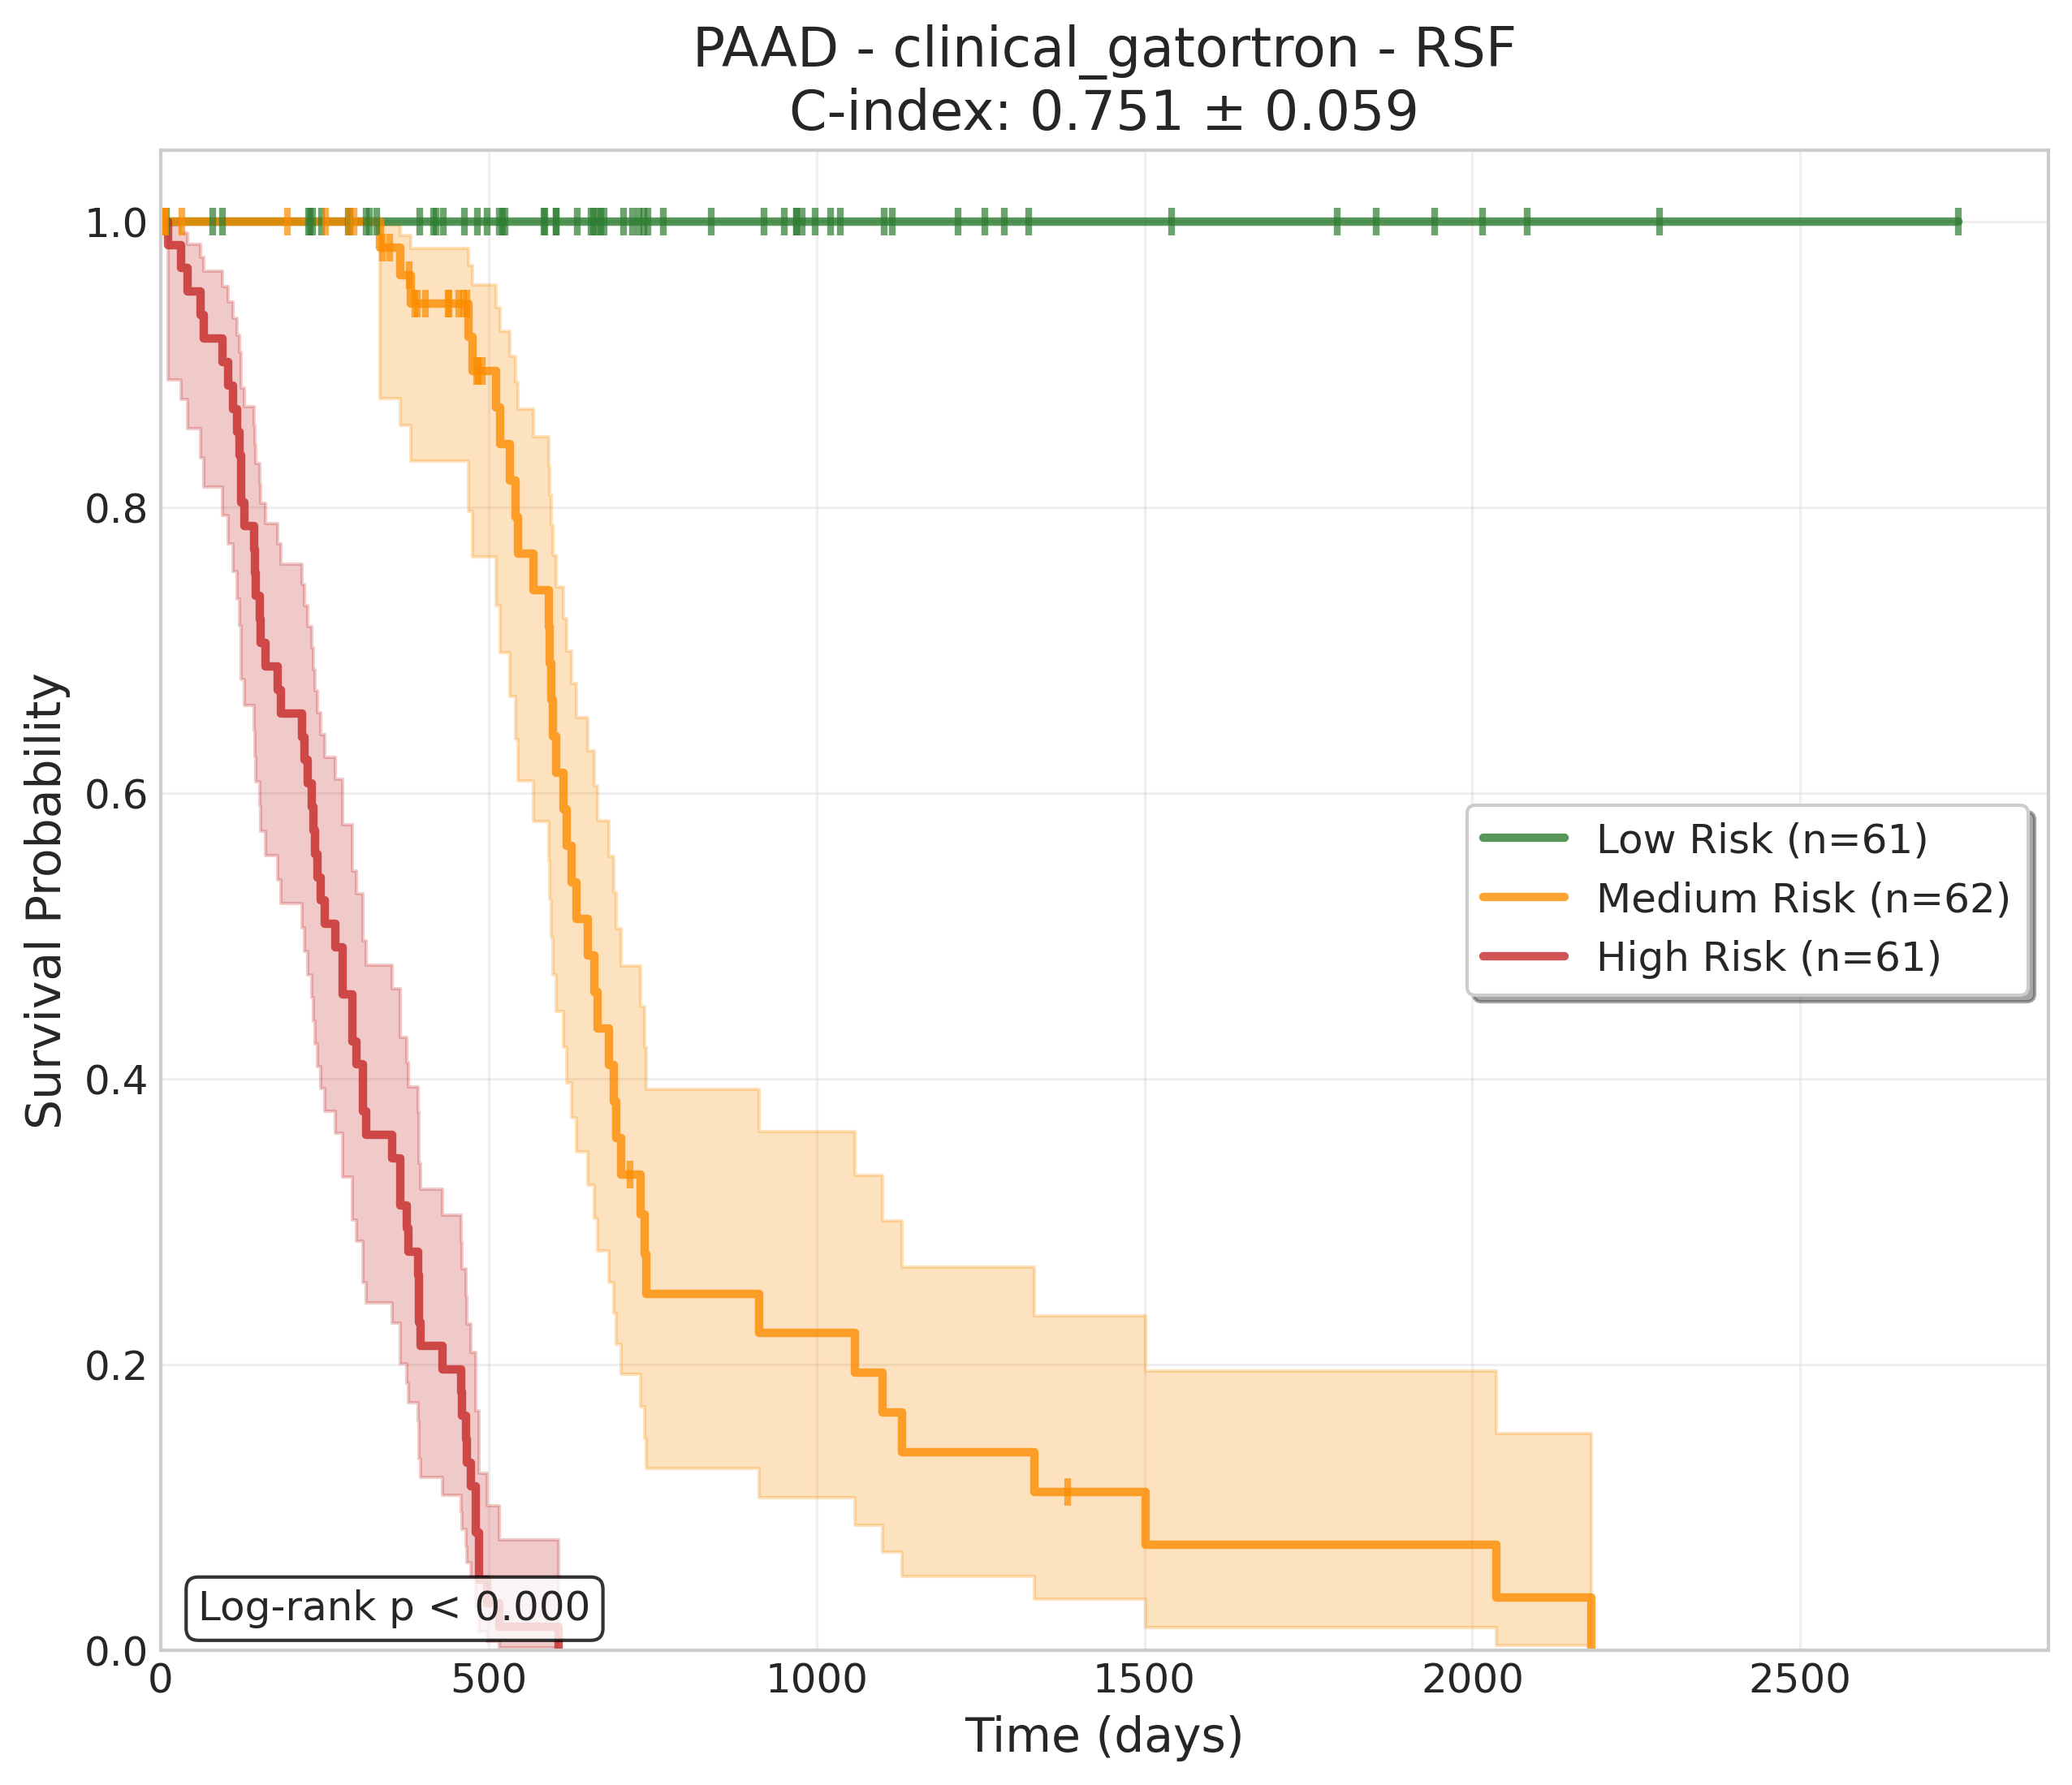 PAAD - clinical_gatortron - RSF
C-index: 0.751 ± 0.059
Survival Probability
1.0
0.8
0.6
0.4
0.2
0.0
Low Risk (n=61)
Medium Risk (n=62)
High Risk (n=61)
Log-rank p < 0.000
0 500 1000 1500 2000 2500
Time (days)